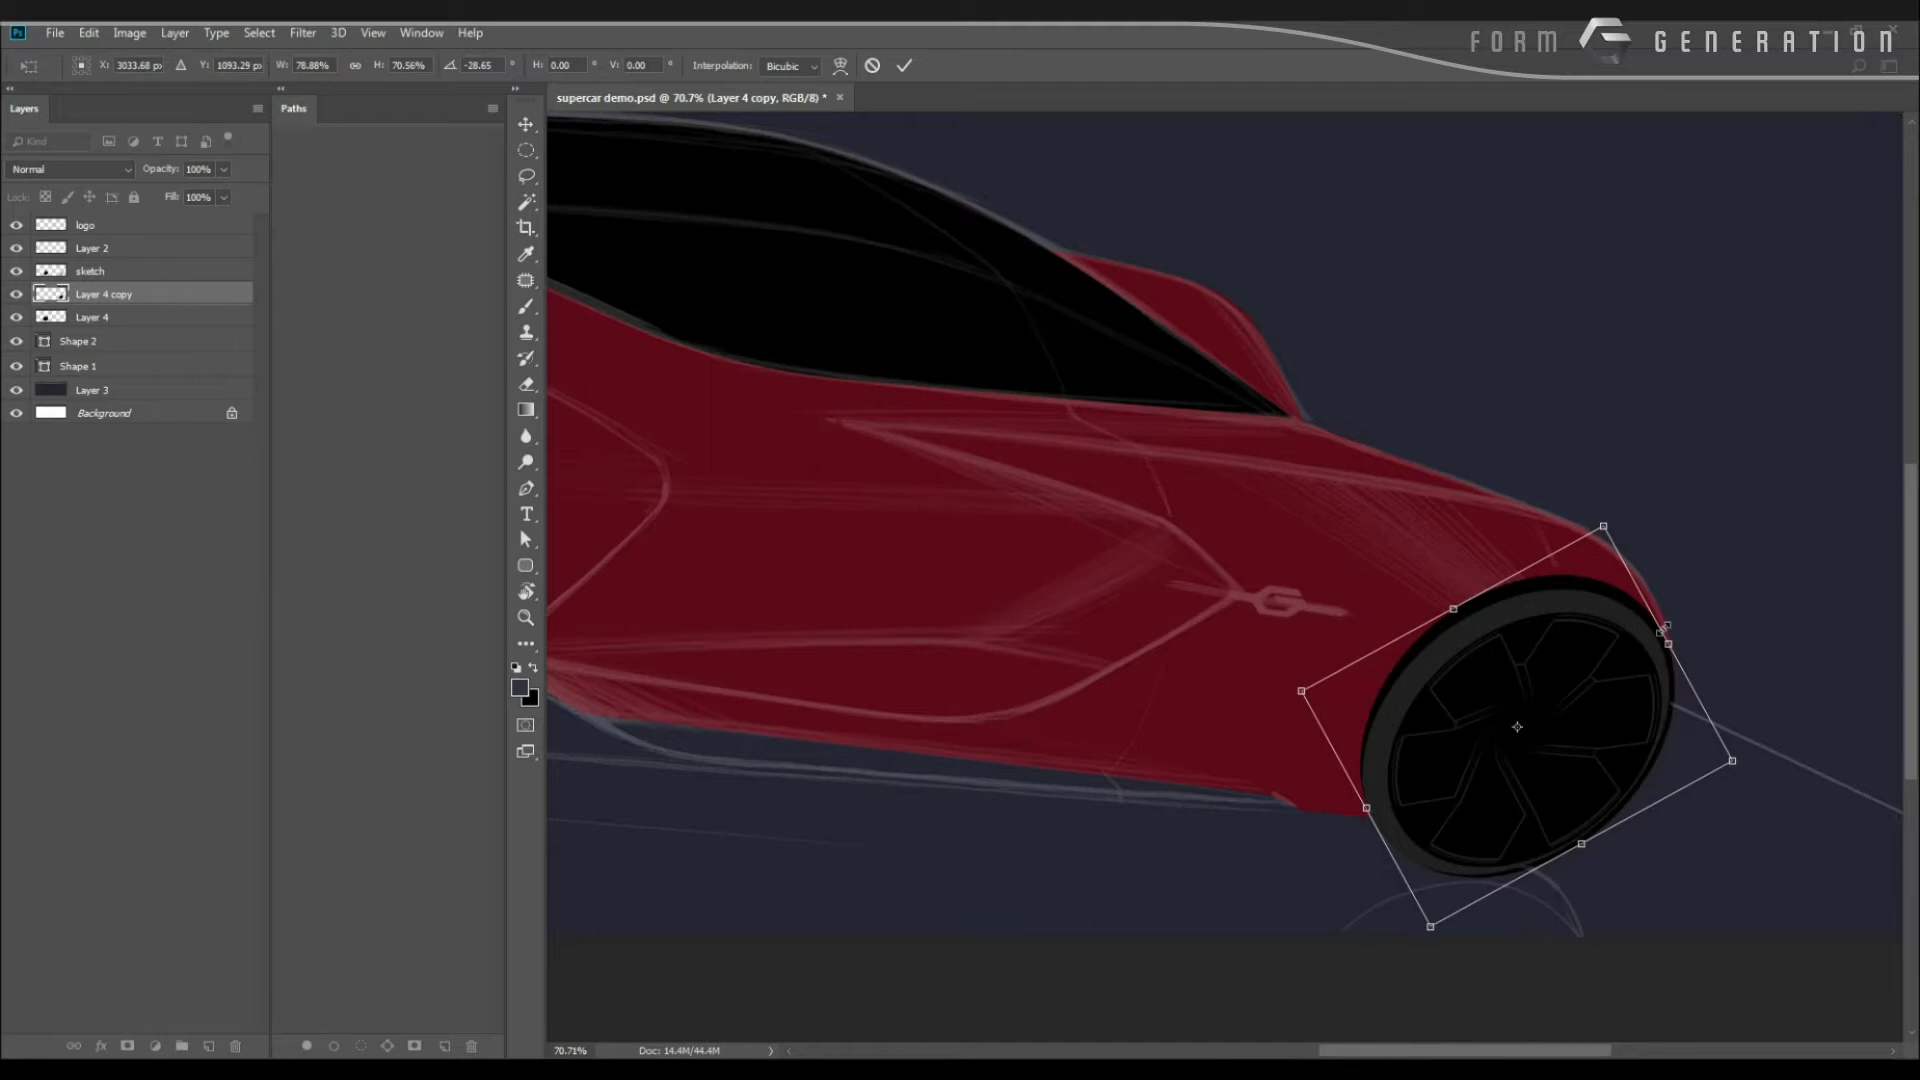 FORM GENERATION
Ps File Edit Image Layer Type Select Filter 3D View Window Help
X: 3033.68 px Y: 1093.29 px W: 78.88% H: 70.56% -28.65 ° H: 0.00 ° V: 0.00 ° Interpolation: Bicubic
Layers Paths supercar demo.psd @ 70.7% (Layer 4 copy, RGB/8) * ×
Kind
Normal Opacity: 100%
Lock: Fill: 100%
logo
Layer 2
sketch
Layer 4 copy
Layer 4
Shape 2
Shape 1
Layer 3
Background
70.71% Doc: 14.4M/44.4M